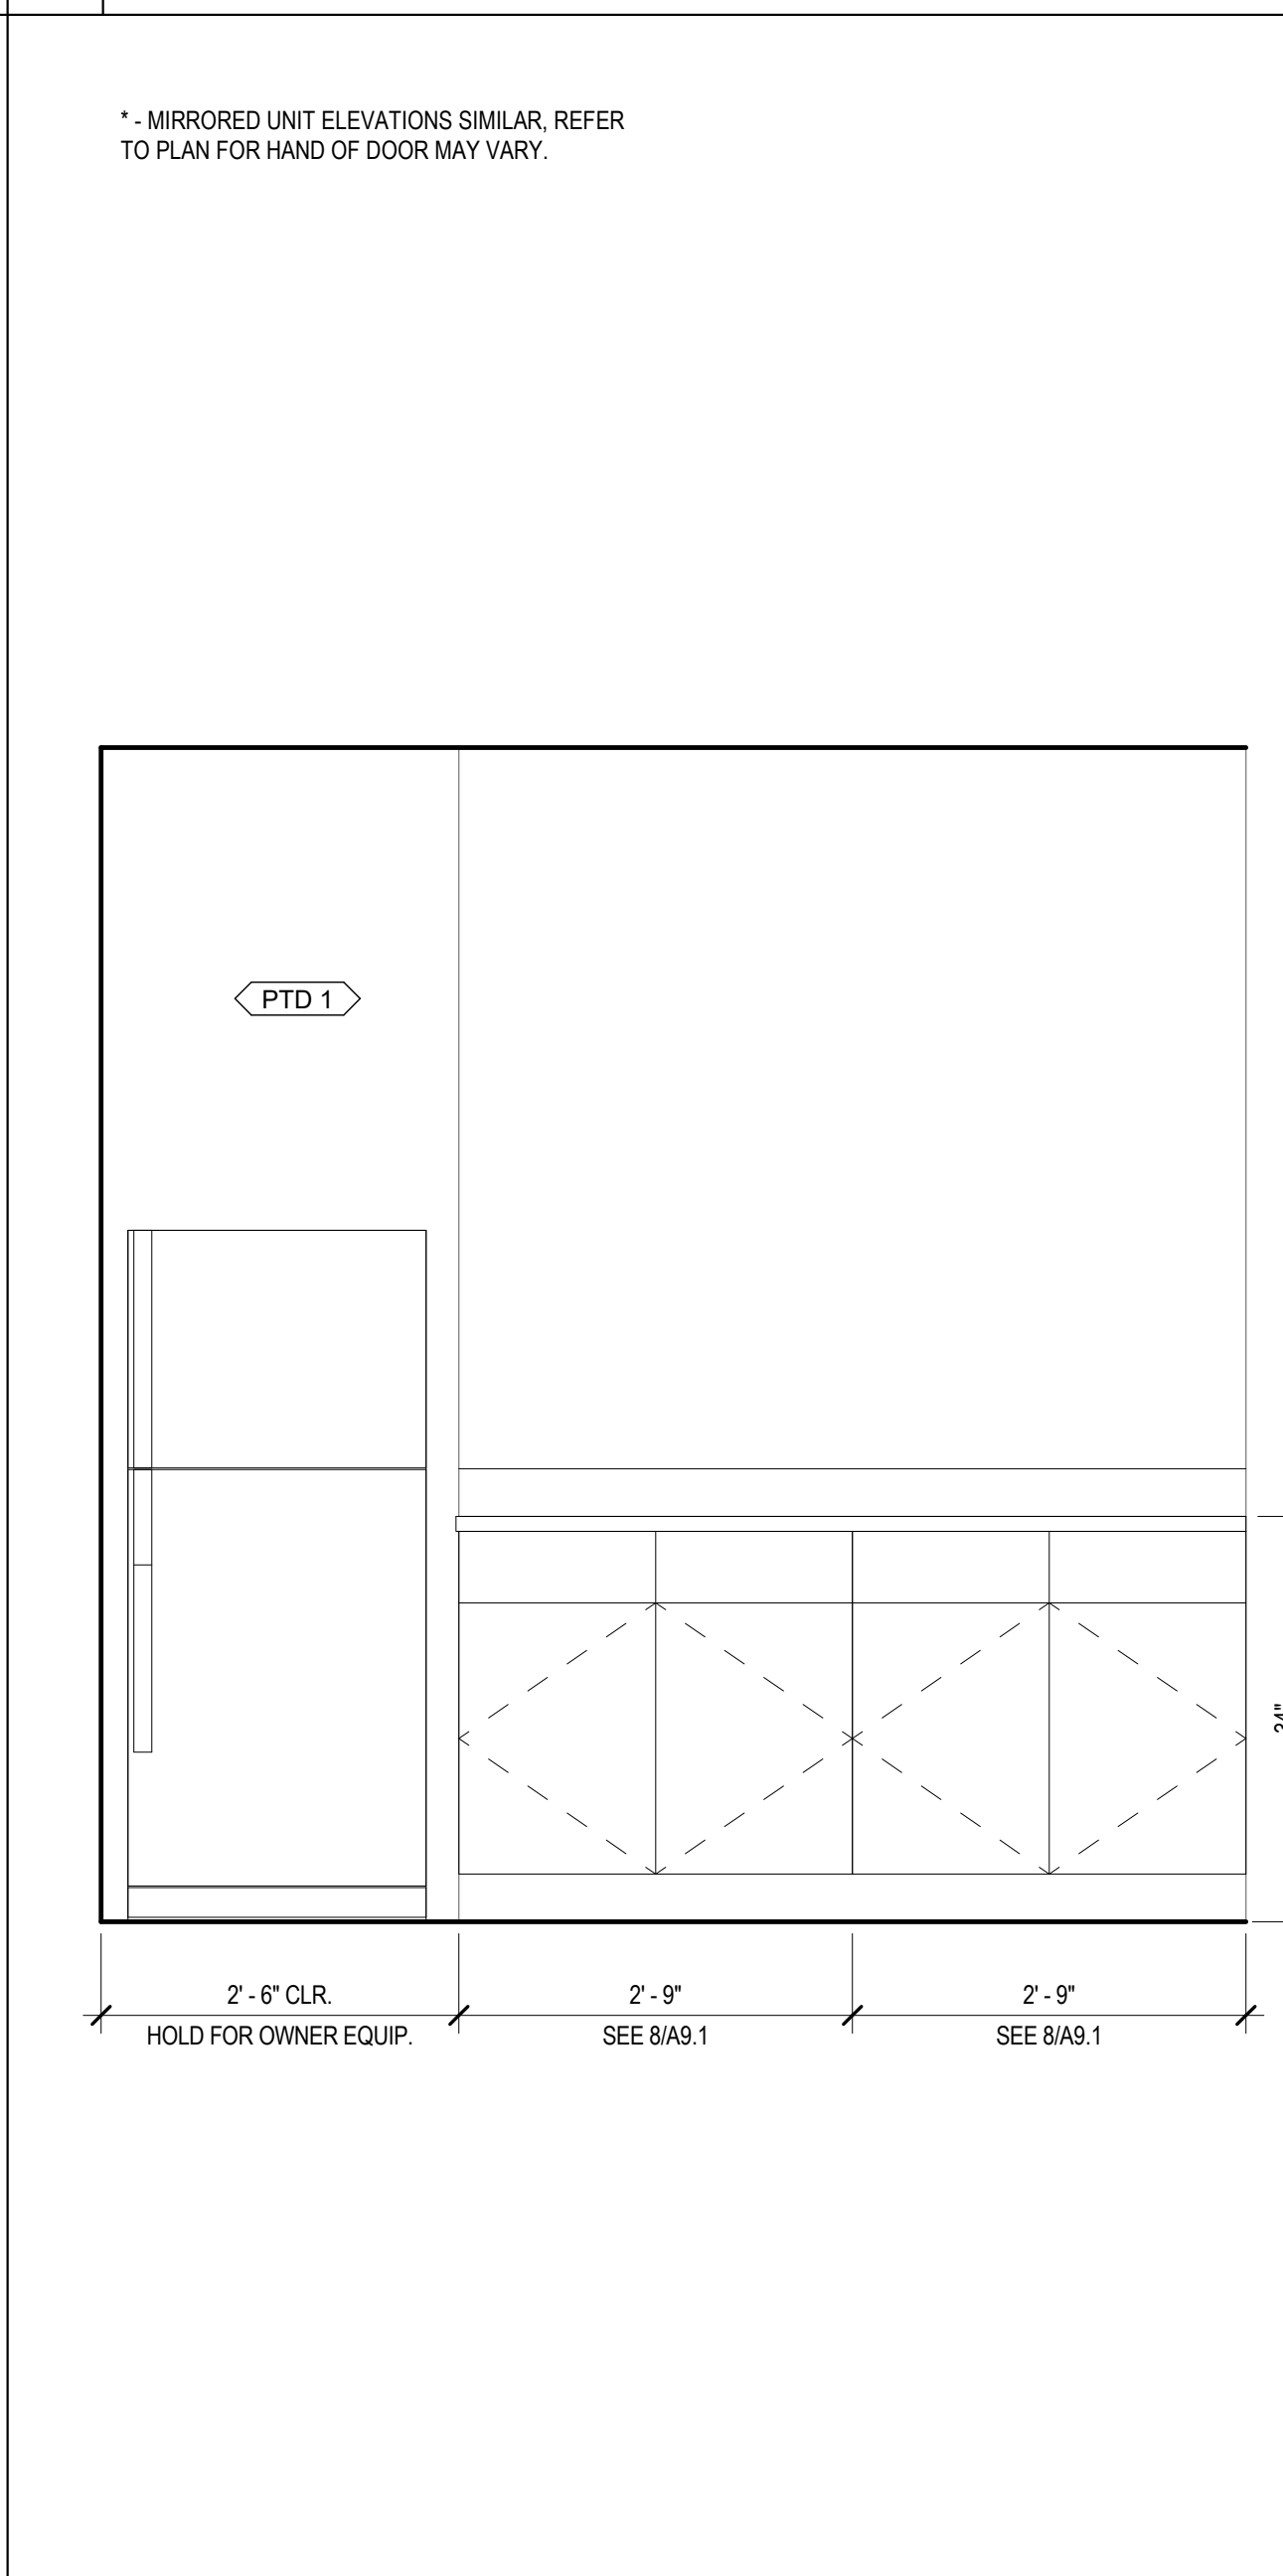 * - MIRRORED UNIT ELEVATIONS SIMILAR, REFER
TO PLAN FOR HAND OF DOOR MAY VARY.
PTD 1
34"
2' - 6" CLR.
HOLD FOR OWNER EQUIP.
2' - 9"
SEE 8/A9.1
2' - 9"
SEE 8/A9.1